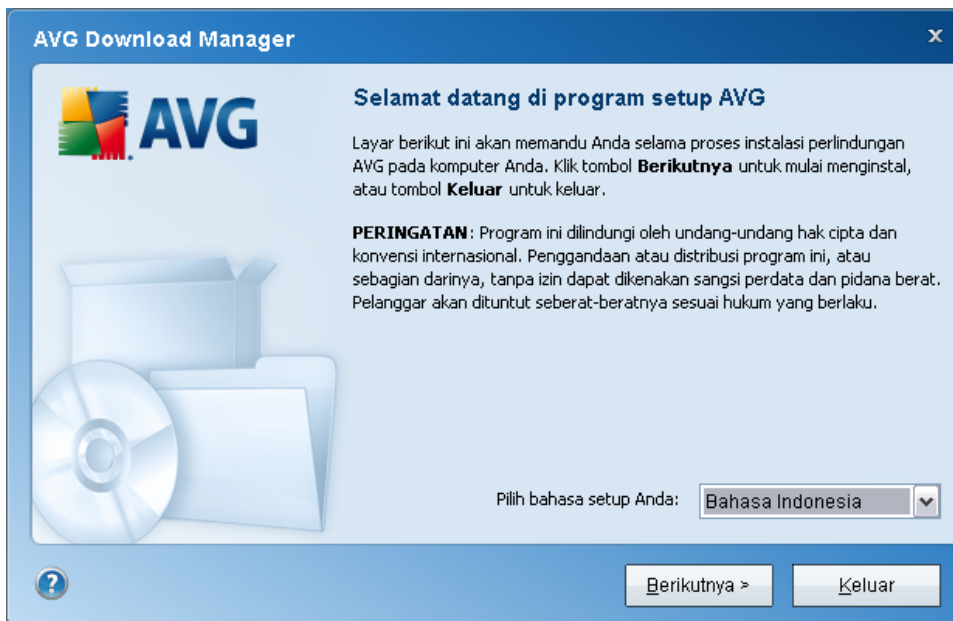 AVG Download Manager
x
AVG
Selamat datang di program setup AVG
Layar berikut ini akan memandu Anda selama proses instalasi perlindungan
AVG pada komputer Anda. Klik tombol Berikutnya untuk mulai menginstal,
atau tombol Keluar untuk keluar.
PERINGATAN: Program ini dilindungi oleh undang-undang hak cipta dan
konvensi internasional. Penggandaan atau distribusi program ini, atau
sebagian darinya, tanpa izin dapat dikenakan sangsi perdata dan pidana berat.
Pelanggar akan dituntut seberat-beratnya sesuai hukum yang berlaku.
Pilih bahasa setup Anda: Bahasa Indonesia
? Berikutnya > Keluar